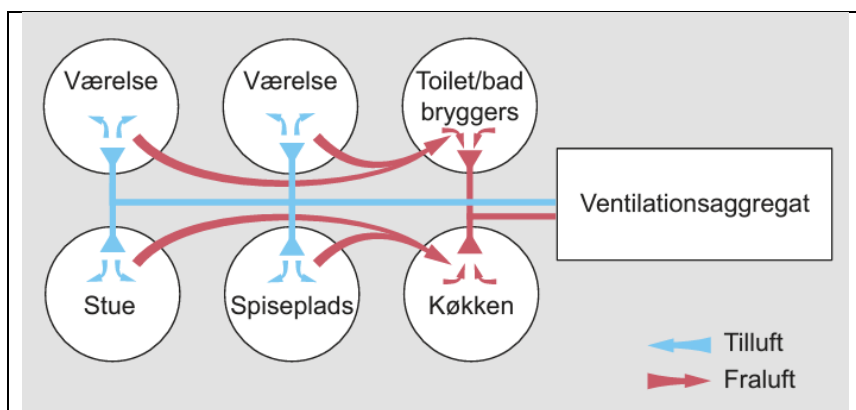 Værelse
Værelse
Toilet/bad
bryggers
Ventilationsaggregat
Stue
Spiseplads
Køkken
Tilluft
Fraluft